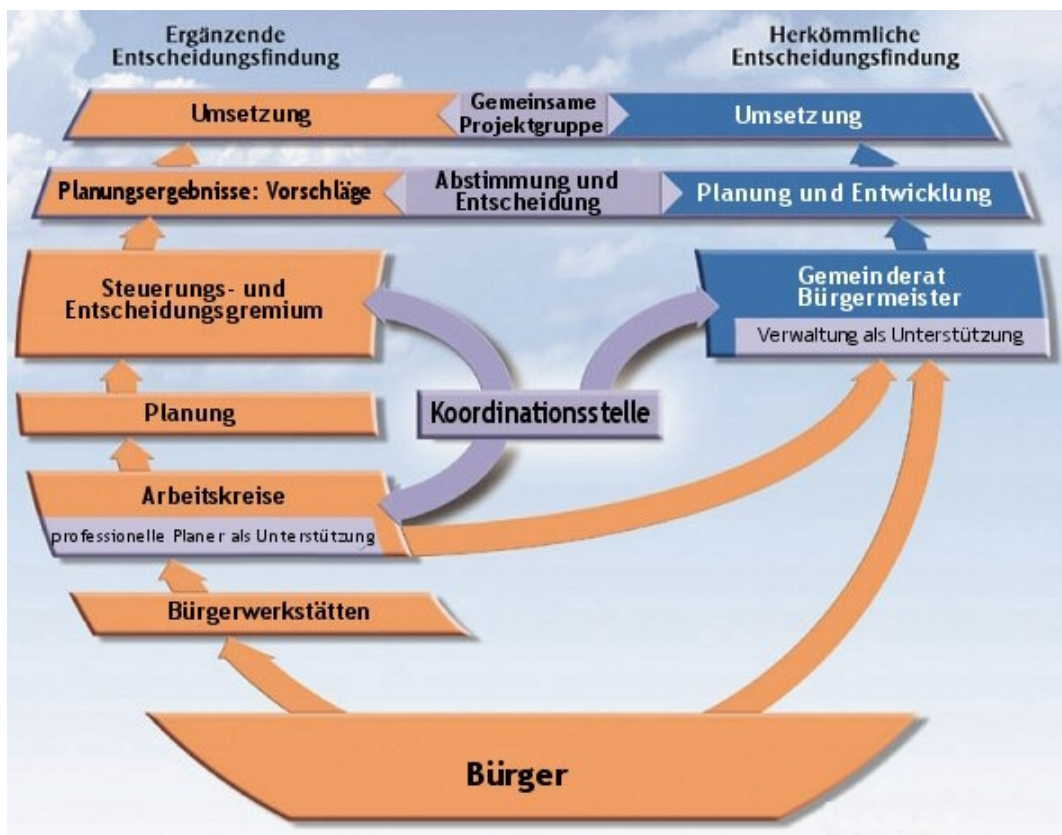 Ergänzende
Entscheidungsfindung
Herkömmliche
Entscheidungsfindung
Umsetzung
Gemeinsame
Projektgruppe
Umsetzung
Planungsergebnisse: Vorschläge
Abstimmung und
Entscheidung
Planung und Entwicklung
Steuerungs- und
Entscheidungsgremium
Gemeinderat
Bürgermeister
Verwaltung als Unterstützung
Planung
Koordinationsstelle
Arbeitskreise
professionelle Planer als Unterstützung
Bürgerwerkstätten
Bürger